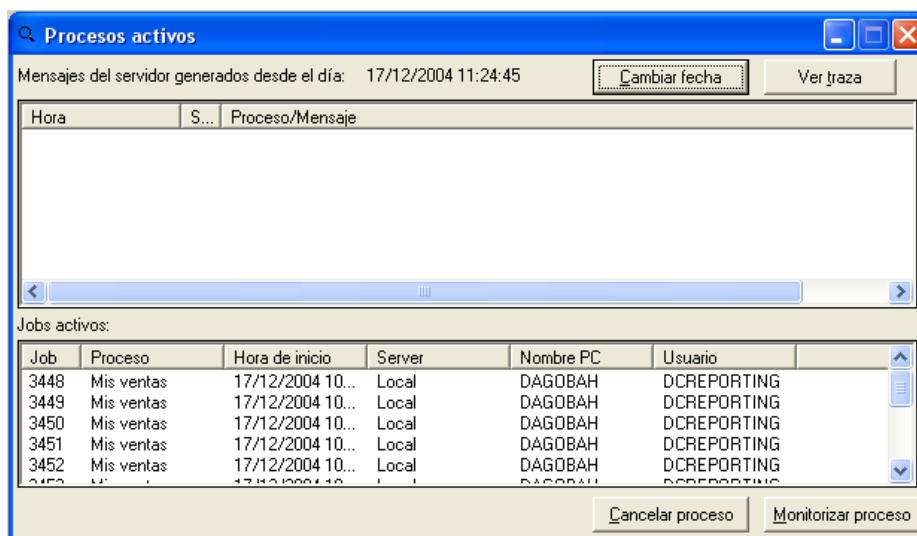 Procesos activos
Mensajes del servidor generados desde el día: 17/12/2004 11:24:45 Cambiar fecha Ver traza
Hora S... Proceso/Mensaje
Jobs activos:
Job Proceso Hora de inicio Server Nombre PC Usuario
3448 Mis ventas 17/12/2004 10... Local DAGOBAH DCREPORTING
3449 Mis ventas 17/12/2004 10... Local DAGOBAH DCREPORTING
3450 Mis ventas 17/12/2004 10... Local DAGOBAH DCREPORTING
3451 Mis ventas 17/12/2004 10... Local DAGOBAH DCREPORTING
3452 Mis ventas 17/12/2004 10... Local DAGOBAH DCREPORTING
Cancelar proceso Monitorizar proceso